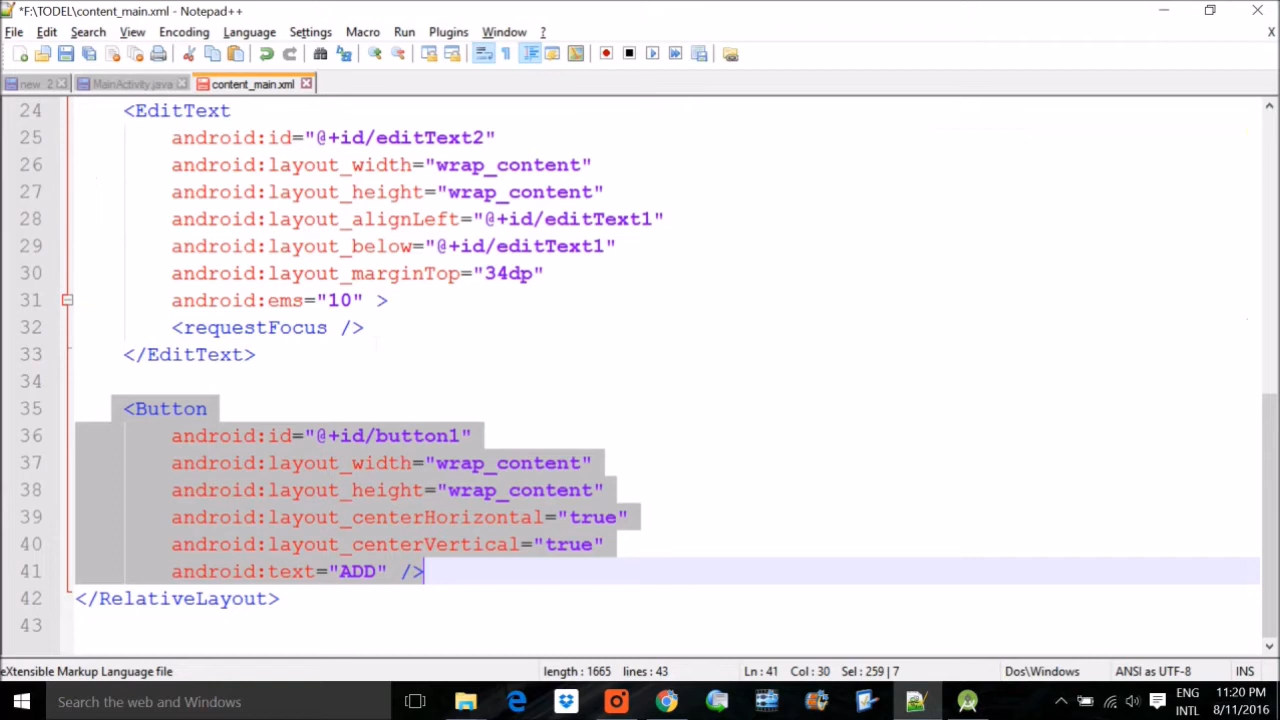 *F:\TODEL\content_main.xml - Notepad++
File Edit Search View Encoding Language Settings Macro Run Plugins Window ? X
new 2 MainActivity.java content_main.xml
24 <EditText
25 android:id="@+id/editText2"
26 android:layout_width="wrap_content"
27 android:layout_height="wrap_content"
28 android:layout_alignLeft="@+id/editText1"
29 android:layout_below="@+id/editText1"
30 android:layout_marginTop="34dp"
31 android:ems="10" >
32 <requestFocus />
33 </EditText>
34
35 <Button
36 android:id="@+id/button1"
37 android:layout_width="wrap_content"
38 android:layout_height="wrap_content"
39 android:layout_centerHorizontal="true"
40 android:layout_centerVertical="true"
41 android:text="ADD" />
42 </RelativeLayout>
43
eXtensible Markup Language file length : 1665 lines : 43 Ln : 41 Col : 30 Sel : 259 | 7 Dos\Windows ANSI as UTF-8 INS
Search the web and Windows
ENG 11:20 PM
INTL 8/11/2016